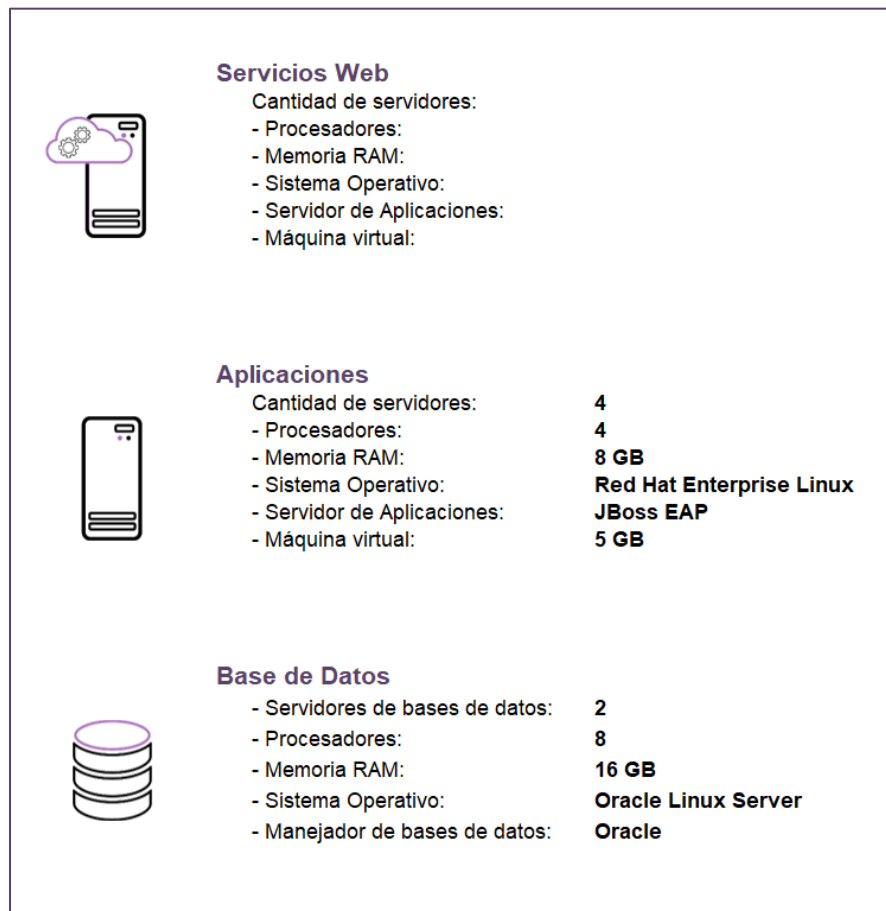 Servicios Web
Cantidad de servidores:
- Procesadores:
- Memoria RAM:
- Sistema Operativo:
- Servidor de Aplicaciones:
- Máquina virtual:
Aplicaciones
Cantidad de servidores: 4
- Procesadores: 4
- Memoria RAM: 8 GB
- Sistema Operativo: Red Hat Enterprise Linux
- Servidor de Aplicaciones: JBoss EAP
- Máquina virtual: 5 GB
Base de Datos
- Servidores de bases de datos: 2
- Procesadores: 8
- Memoria RAM: 16 GB
- Sistema Operativo: Oracle Linux Server
- Manejador de bases de datos: Oracle